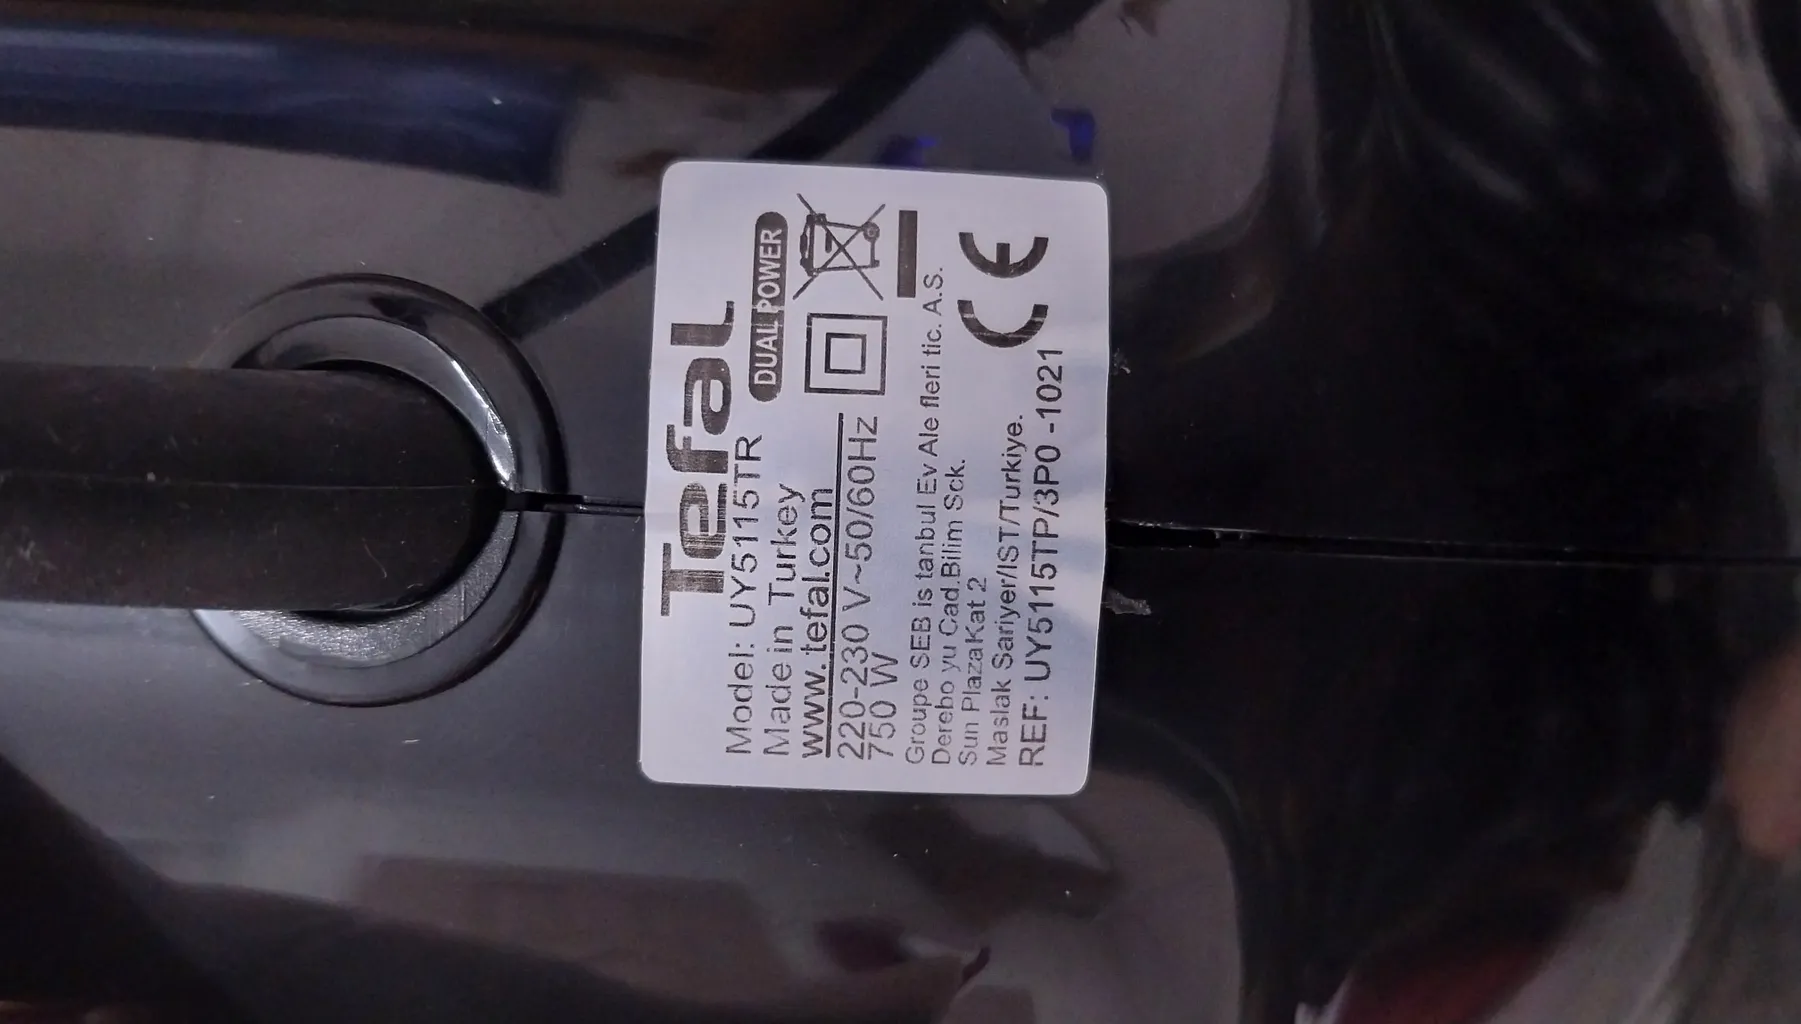 Tefal
Model: UY5115TR
DUAL POWER
Made in Turkey
www.tefal.com
220-230 V~50/60Hz
750 W
Groupe SEB is tanbul Ev Ale fleri tic. A.S.
Derebo yu Cad.Bilim Sck.
Sun PlazaKat 2
Maslak Sariyer/IST/Turkiye.
CE
REF: UY5115TP/3P0 -1021